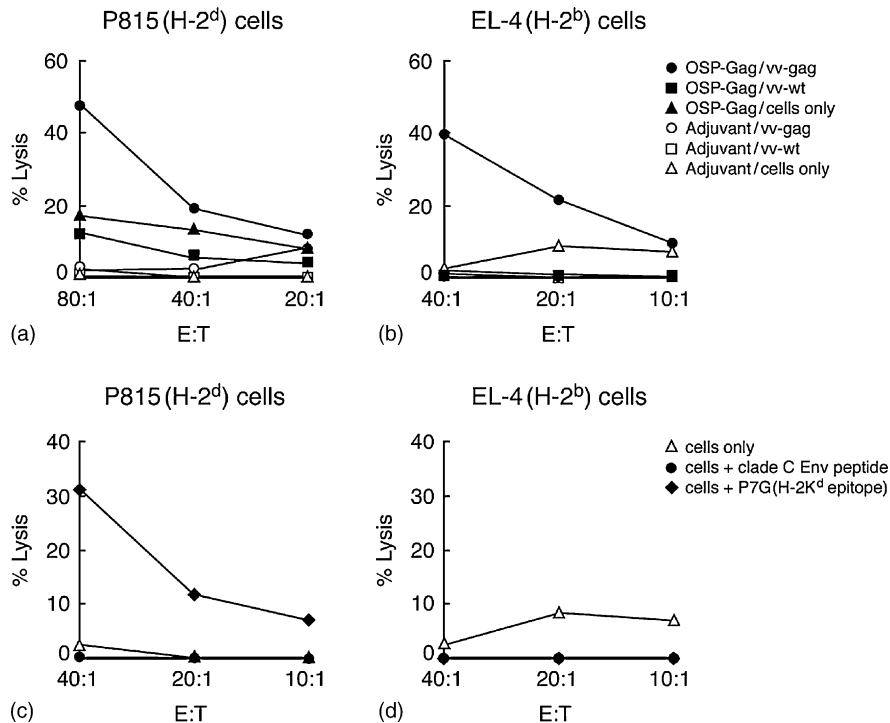 P815 (H-2ᵈ) cells
EL-4 (H-2ᵇ) cells
60
40
20
0
% Lysis
80:1
40:1
20:1
(a)
E:T
60
40
20
0
% Lysis
40:1
20:1
10:1
(b)
E:T
OSP-Gag/vv-gag
OSP-Gag/vv-wt
OSP-Gag/cells only
Adjuvant/vv-gag
Adjuvant/vv-wt
Adjuvant/cells only
P815 (H-2ᵈ) cells
EL-4 (H-2ᵇ) cells
40
30
20
10
0
% Lysis
40:1
20:1
10:1
(c)
E:T
40
30
20
10
0
% Lysis
40:1
20:1
10:1
(d)
E:T
cells only
cells + clade C Env peptide
cells + P7G(H-2Kᵈ epitope)